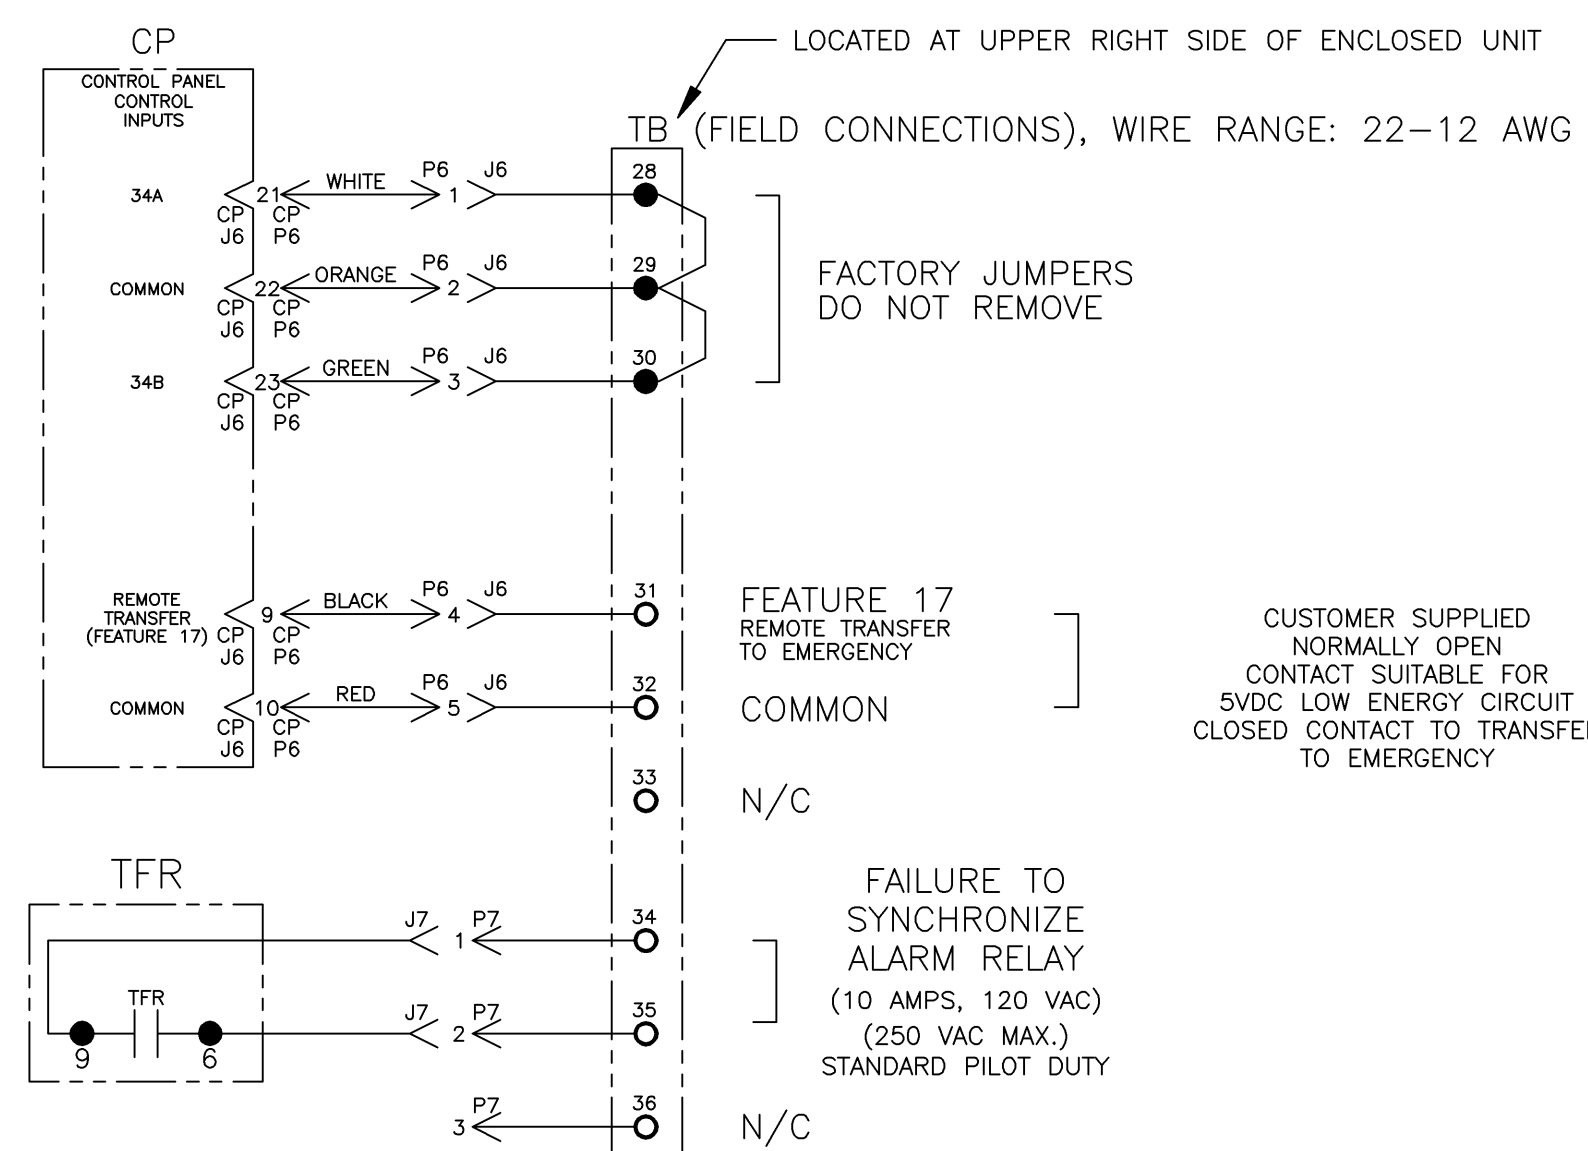 CP
LOCATED AT UPPER RIGHT SIDE OF ENCLOSED UNIT
CONTROL PANEL
CONTROL
INPUTS
TB (FIELD CONNECTIONS), WIRE RANGE: 22-12 AWG
34A
21
CP CP
J6 P6
WHITE
P6
1
J6
28
COMMON
22
CP CP
J6 P6
ORANGE
P6
2
J6
29
FACTORY JUMPERS
DO NOT REMOVE
34B
23
CP CP
J6 P6
GREEN
P6
3
J6
30
REMOTE
TRANSFER
(FEATURE 17)
9
CP CP
J6 P6
BLACK
P6
4
J6
31
FEATURE 17
REMOTE TRANSFER
TO EMERGENCY
COMMON
10
CP CP
J6 P6
RED
P6
5
J6
32
COMMON
CUSTOMER SUPPLIED
NORMALLY OPEN
CONTACT SUITABLE FOR
5VDC LOW ENERGY CIRCUIT
CLOSED CONTACT TO TRANSFER
TO EMERGENCY
33
N/C
TFR
J7
1
P7
34
TFR
9
6
J7
2
P7
35
FAILURE TO
SYNCHRONIZE
ALARM RELAY
(10 AMPS, 120 VAC)
(250 VAC MAX.)
STANDARD PILOT DUTY
3
P7
36
N/C